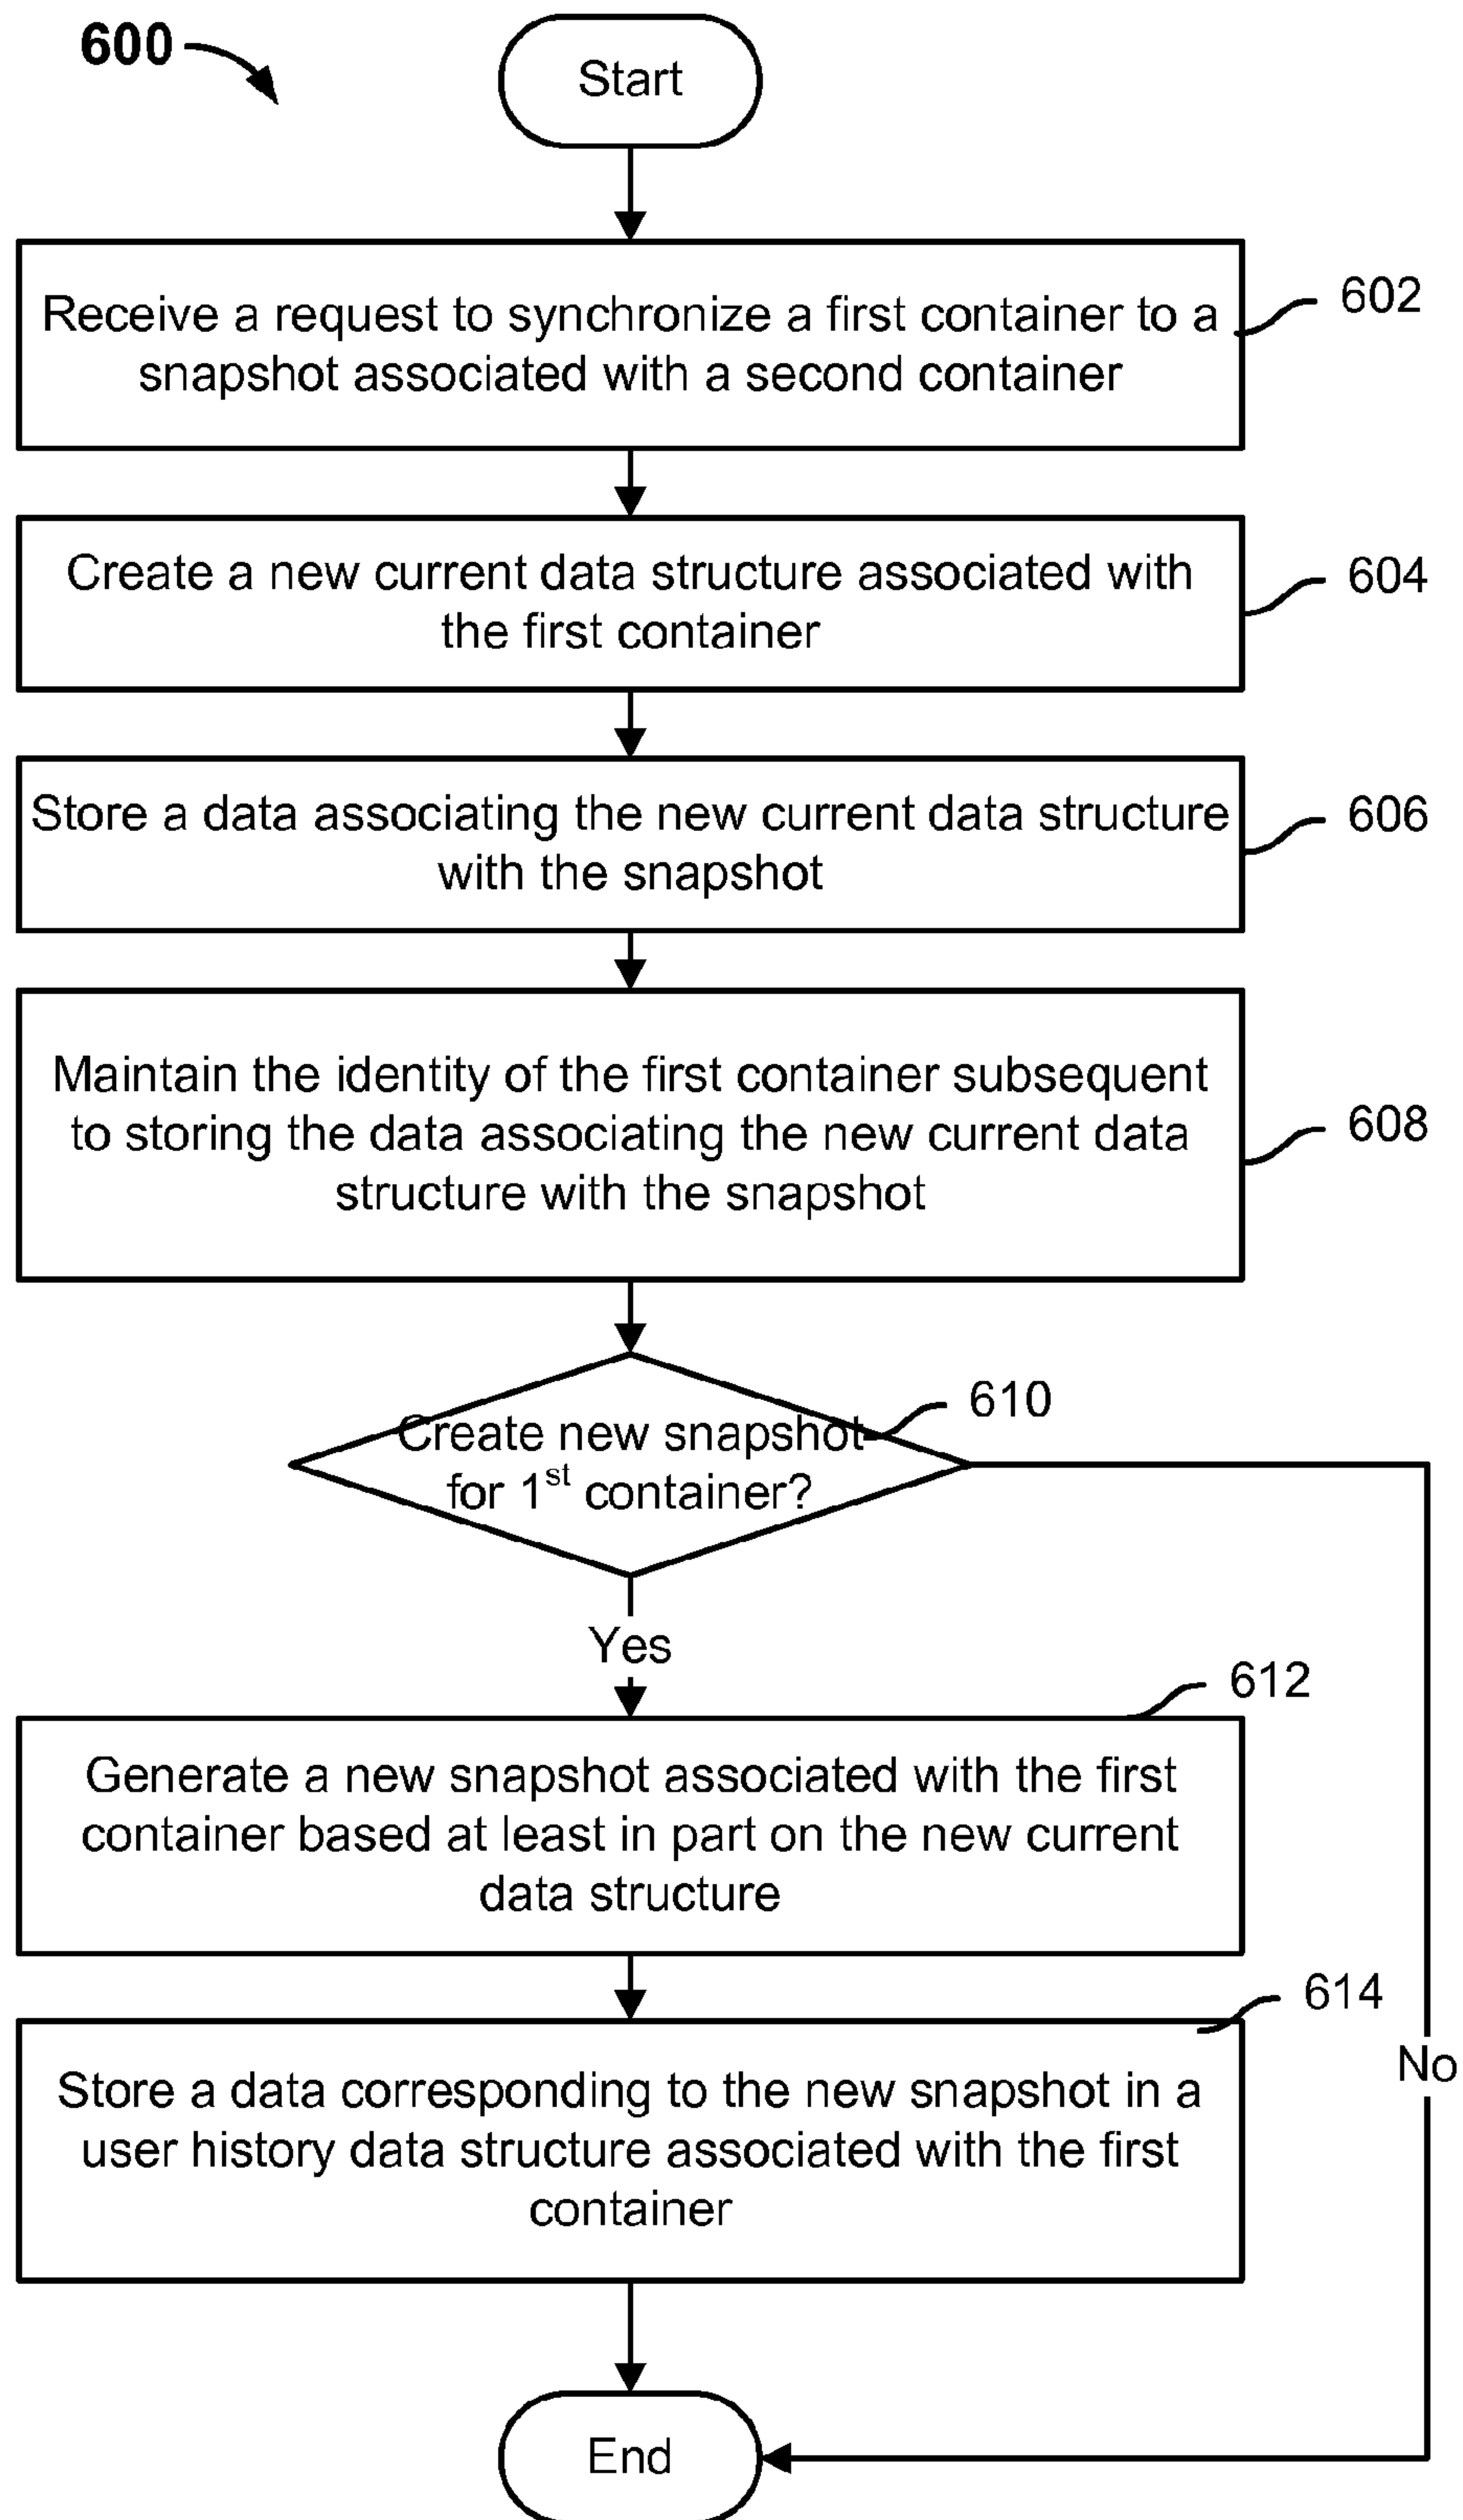 600
Start
Receive a request to synchronize a first container to a
snapshot associated with a second container
602
Create a new current data structure associated with
the first container
604
Store a data associating the new current data structure
with the snapshot
606
Maintain the identity of the first container subsequent
to storing the data associating the new current data
structure with the snapshot
608
Create new snapshot
for 1st container?
610
Yes
612
Generate a new snapshot associated with the first
container based at least in part on the new current
data structure
614
Store a data corresponding to the new snapshot in a
user history data structure associated with the first
container
No
End